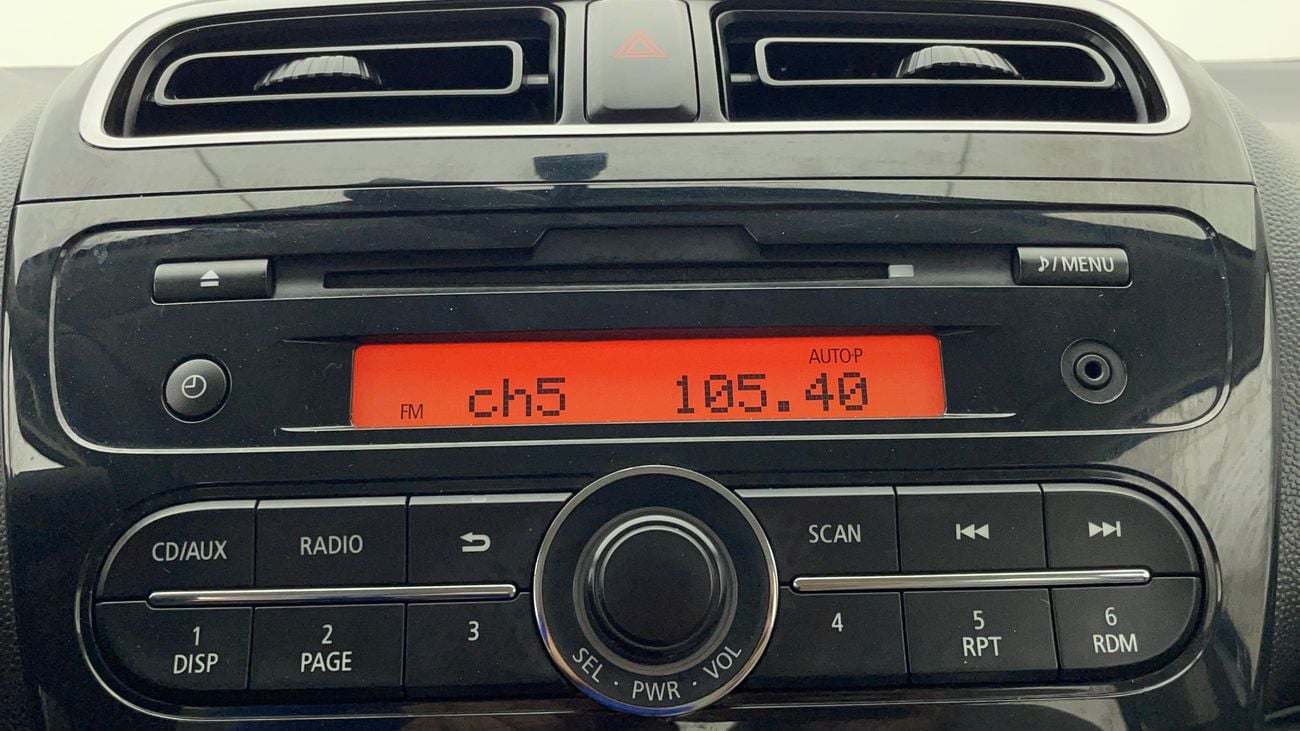 ♪/MENU
AUTO·P
FM ch5 105.40
CD/AUX RADIO SCAN
1 2 3 4 5 6
DISP PAGE RPT RDM
SEL · PWR · VOL